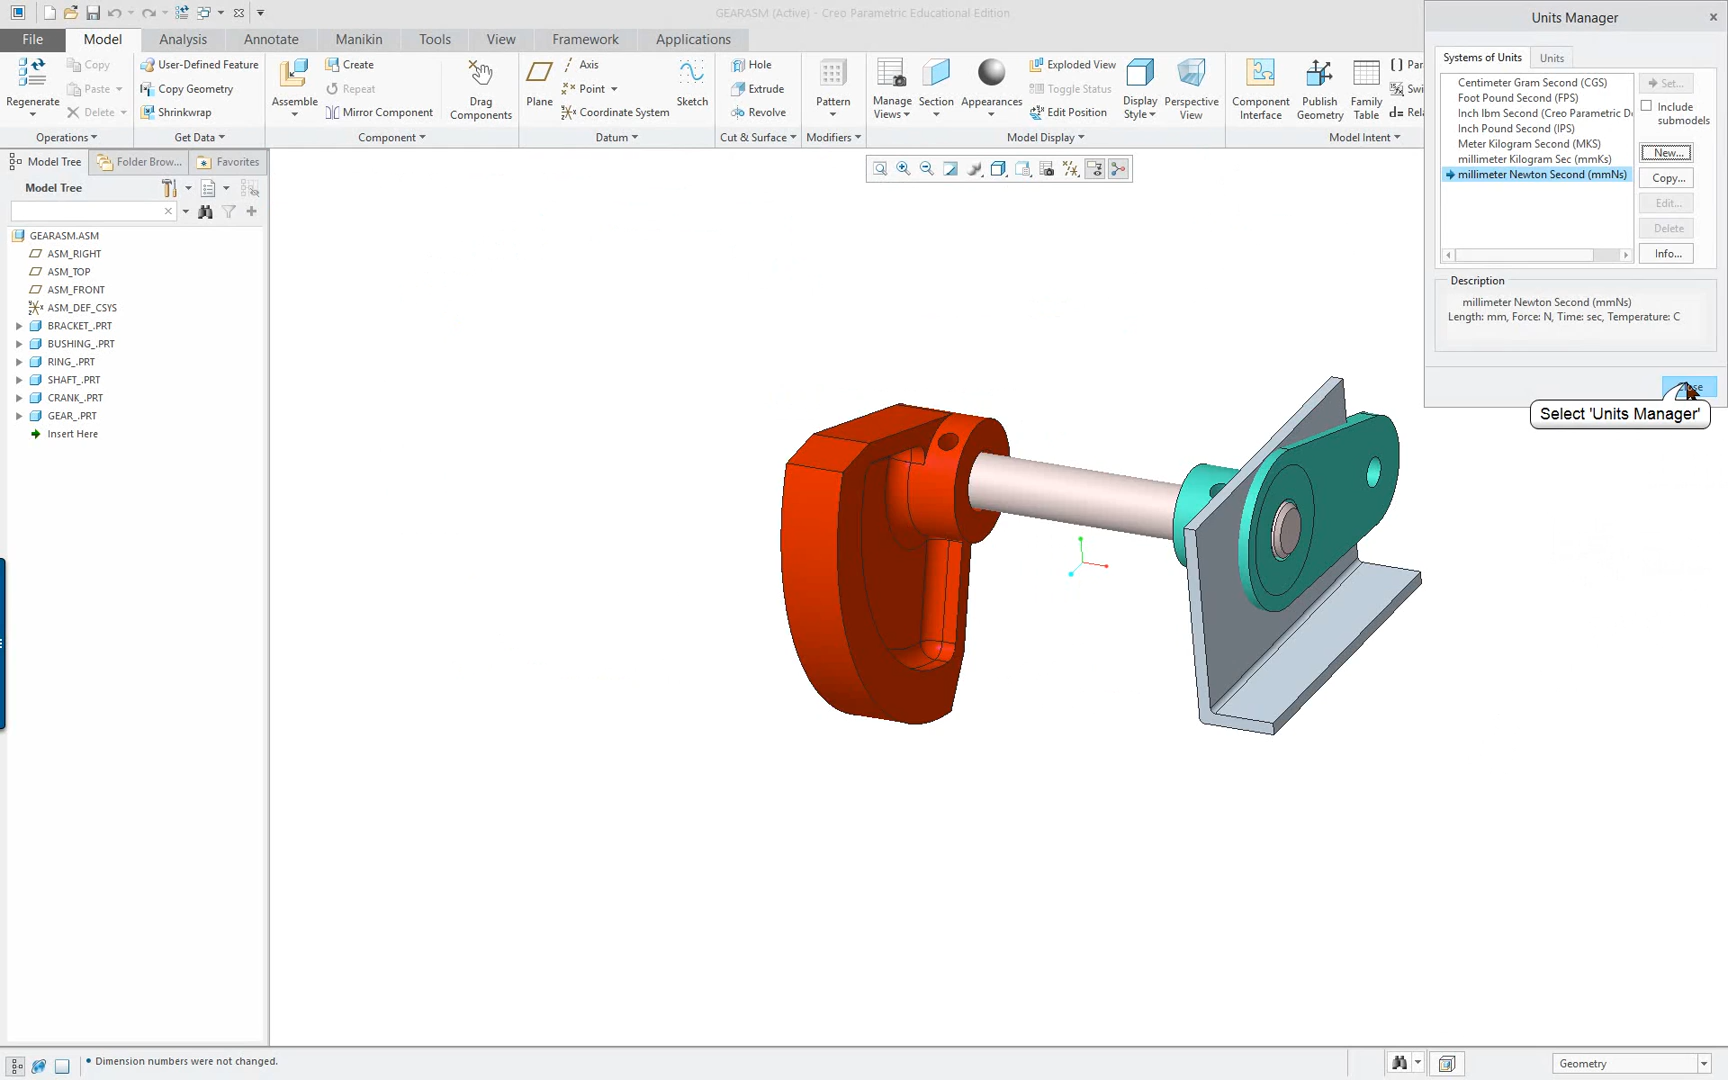 GEARASM (Active) - Creo Parametric Educational Edition
Units Manager
File Model Analysis Annotate Manikin Tools View Framework Applications
Regenerate
Copy
Paste
Delete
Operations
User-Defined Feature
Copy Geometry
Shrinkwrap
Get Data
Assemble
Create
Repeat
Mirror Component
Drag
Components
Component
Plane
Axis
Point
Coordinate System
Sketch
Datum
Hole
Extrude
Revolve
Cut & Surface
Pattern
Modifiers
Manage
Views
Section
Appearances
Exploded View
Toggle Status
Edit Position
Display
Style
Perspective
View
Model Display
Component
Interface
Publish
Geometry
Family
Table
Par
Swi
Rela
Model Intent
Systems of Units Units
Centimeter Gram Second (CGS)
Foot Pound Second (FPS)
Inch lbm Second (Creo Parametric D
Inch Pound Second (IPS)
Meter Kilogram Second (MKS)
millimeter Kilogram Sec (mmKs)
millimeter Newton Second (mmNs)
Set...
Include
submodels
New...
Copy...
Edit...
Delete
Info...
Description
millimeter Newton Second (mmNs)
Length: mm, Force: N, Time: sec, Temperature: C
Select 'Units Manager'
Model Tree Folder Brow... Favorites
Model Tree
GEARASM.ASM
ASM_RIGHT
ASM_TOP
ASM_FRONT
ASM_DEF_CSYS
BRACKET_.PRT
BUSHING_.PRT
RING_.PRT
SHAFT_.PRT
CRANK_.PRT
GEAR_.PRT
Insert Here
Dimension numbers were not changed.
Geometry